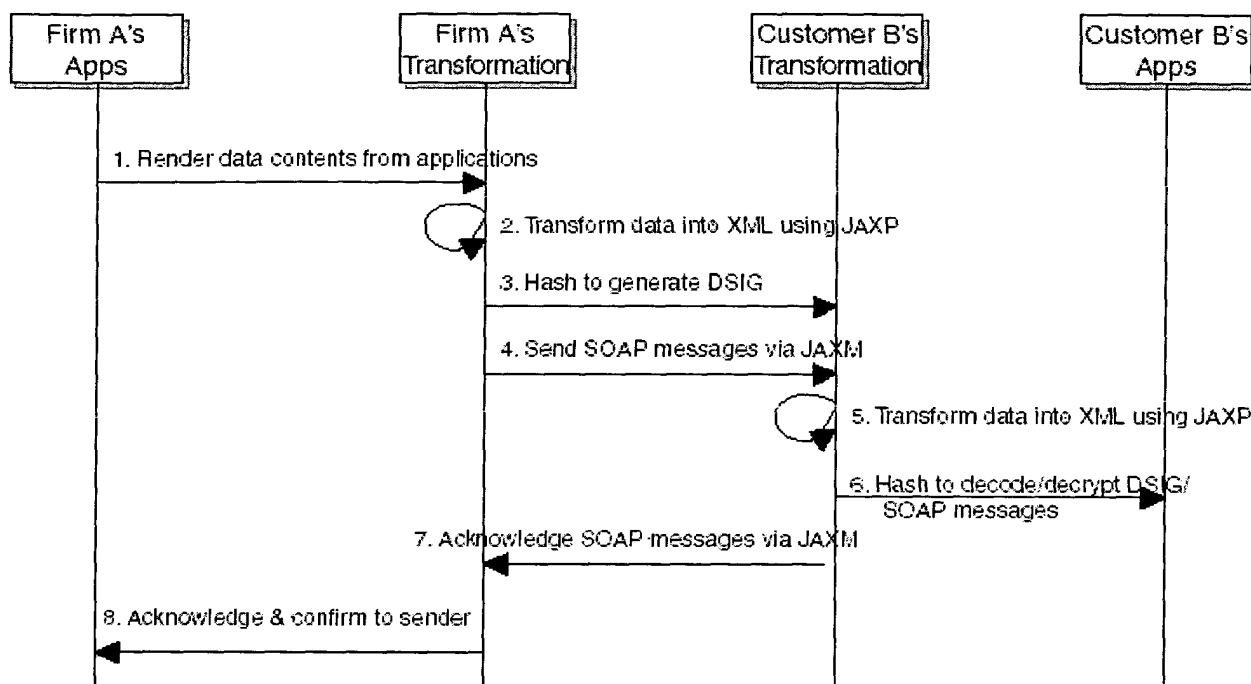 Firm A's
Apps
Firm A's
Transformation
Customer B's
Transformation
Customer B's
Apps
1. Render data contents from applications
2. Transform data into XML using JAXP
3. Hash to generate DSIG
4. Send SOAP messages via JAXM
5. Transform data into XML using JAXP
6. Hash to decode/decrypt DSIG/
SOAP messages
7. Acknowledge SOAP messages via JAXM
8. Acknowledge & confirm to sender